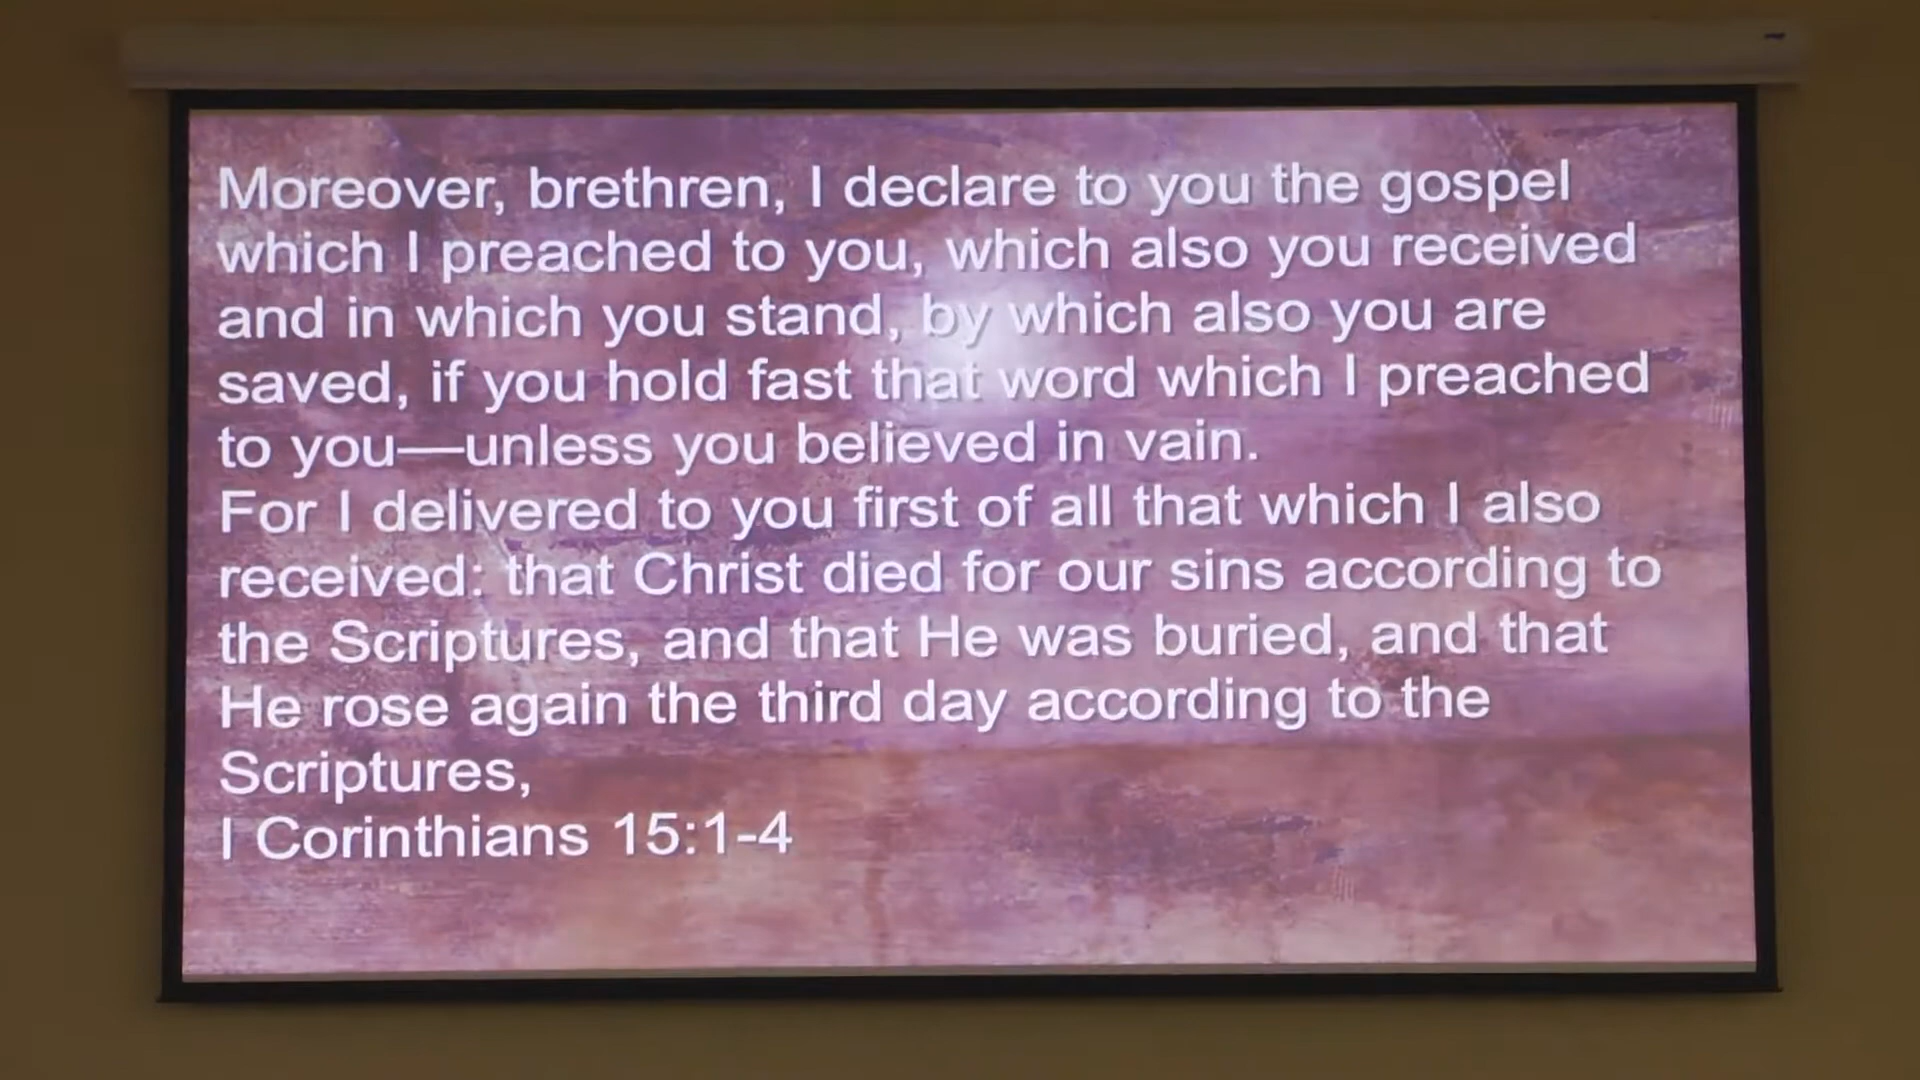 Moreover, brethren, I declare to you the gospel
which I preached to you, which also you received
and in which you stand, by which also you are
saved, if you hold fast that word which I preached
to you—unless you believed in vain.
For I delivered to you first of all that which I also
received: that Christ died for our sins according to
the Scriptures, and that He was buried, and that
He rose again the third day according to the
Scriptures,
I Corinthians 15:1-4